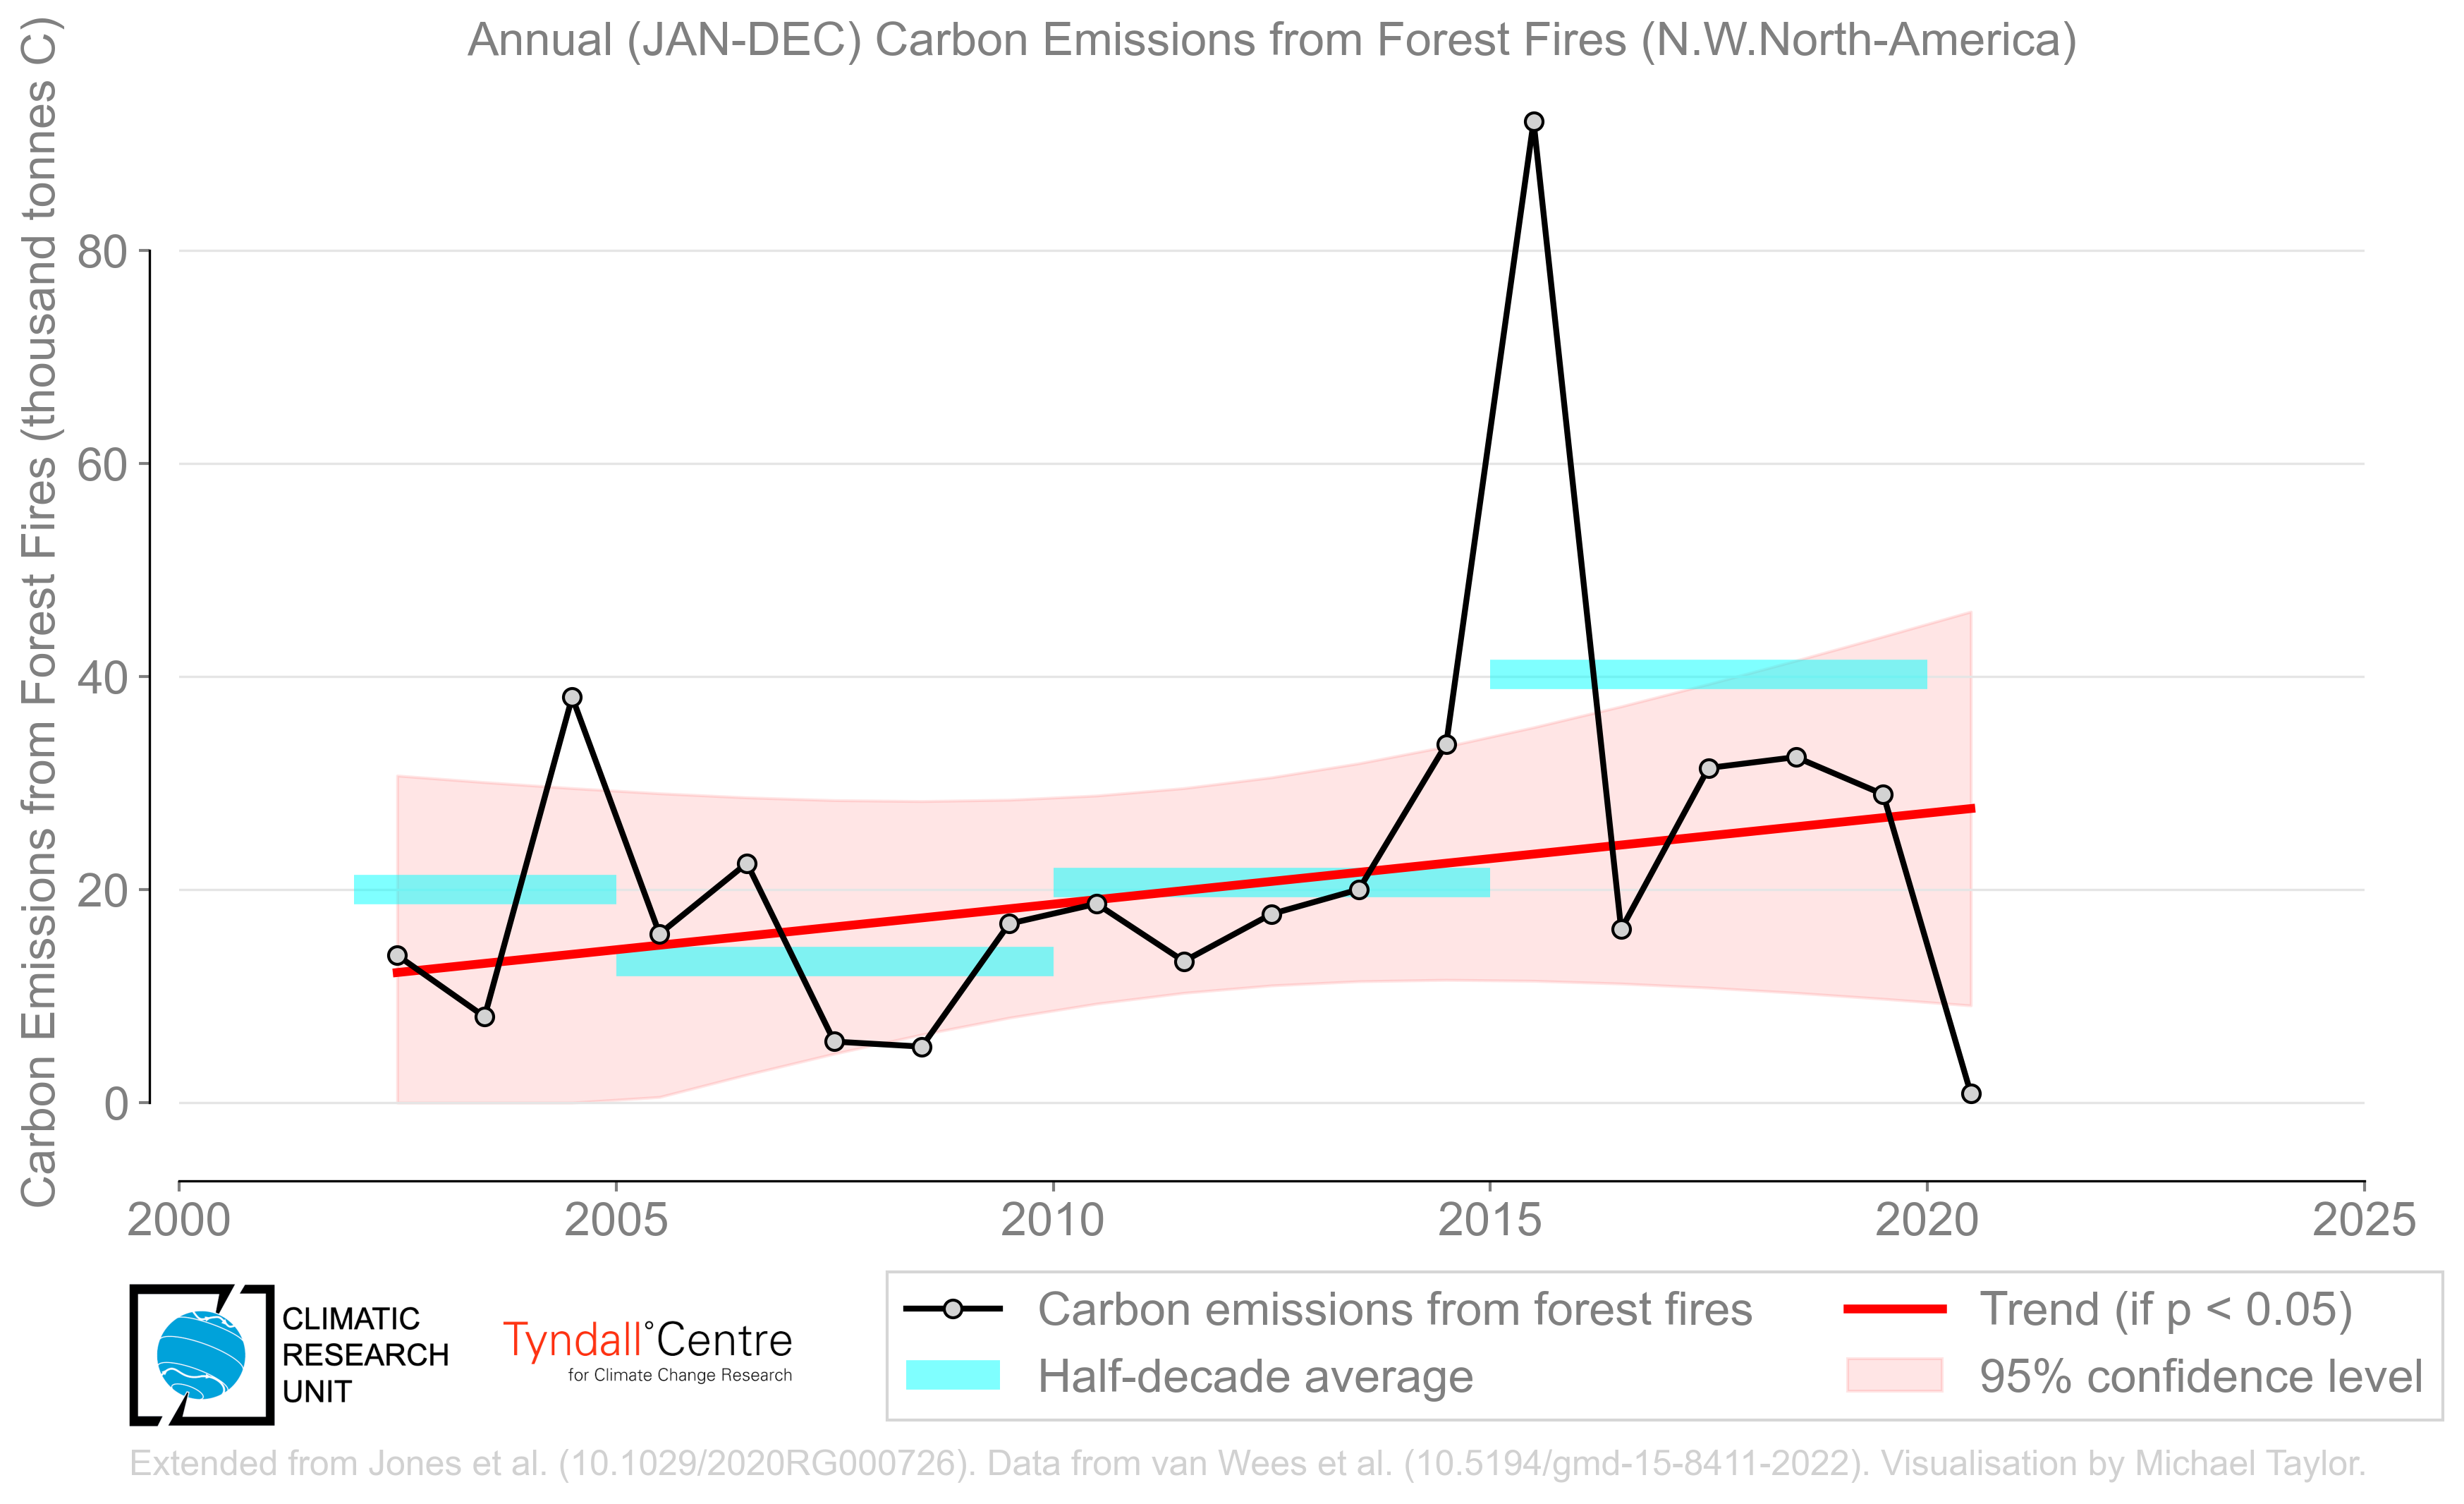 Annual (JAN-DEC) Carbon Emissions from Forest Fires (N.W.North-America)
Carbon Emissions from Forest Fires (thousand tonnes C)
80
60
40
20
0
2000
2005
2010
2015
2020
2025
CLIMATIC
RESEARCH
UNIT
Tyndall°Centre
for Climate Change Research
Carbon emissions from forest fires
Half-decade average
Trend (if p < 0.05)
95% confidence level
Extended from Jones et al. (10.1029/2020RG000726). Data from van Wees et al. (10.5194/gmd-15-8411-2022). Visualisation by Michael Taylor.